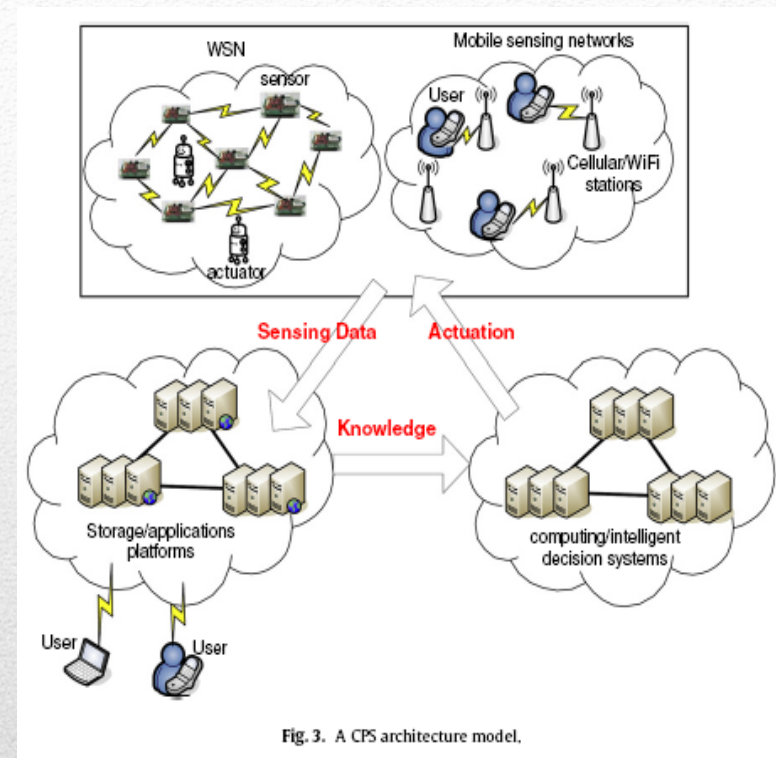 WSN
Mobile sensing networks
sensor
User
Cellular/WiFi
stations
actuator
Sensing Data
Actuation
Knowledge
Storage/applications
platforms
computing/intelligent
decision systems
User
User
Fig. 3. A CPS architecture model.